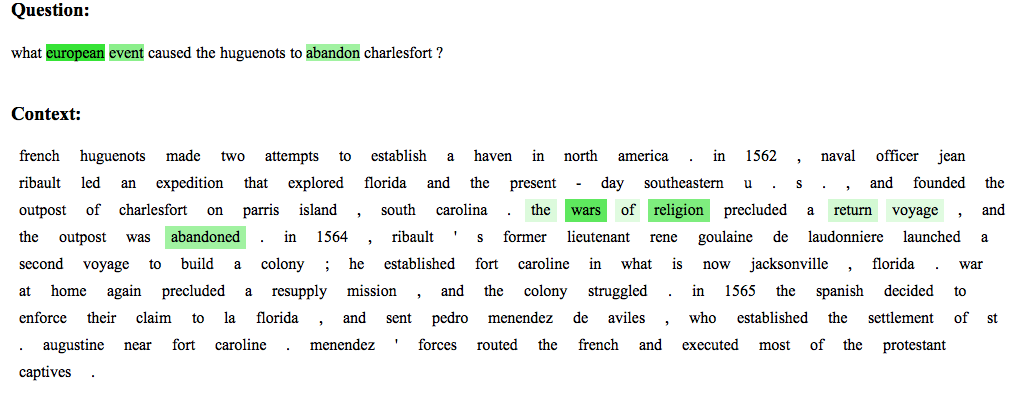 Question:
what european event caused the huguenots to abandon charlesfort ?
Context:
french huguenots made two attempts to establish a haven in north america . in 1562 , naval officer jean
ribault led an expedition that explored florida and the present - day southeastern u . s . , and founded the
outpost of charlesfort on parris island , south carolina . the wars of religion precluded a return voyage , and
the outpost was abandoned . in 1564 , ribault ' s former lieutenant rene goulaine de laudonniere launched a
second voyage to build a colony ; he established fort caroline in what is now jacksonville , florida . war
at home again precluded a resupply mission , and the colony struggled . in 1565 the spanish decided to
enforce their claim to la florida , and sent pedro menendez de aviles , who established the settlement of st
. augustine near fort caroline . menendez ' forces routed the french and executed most of the protestant
captives .